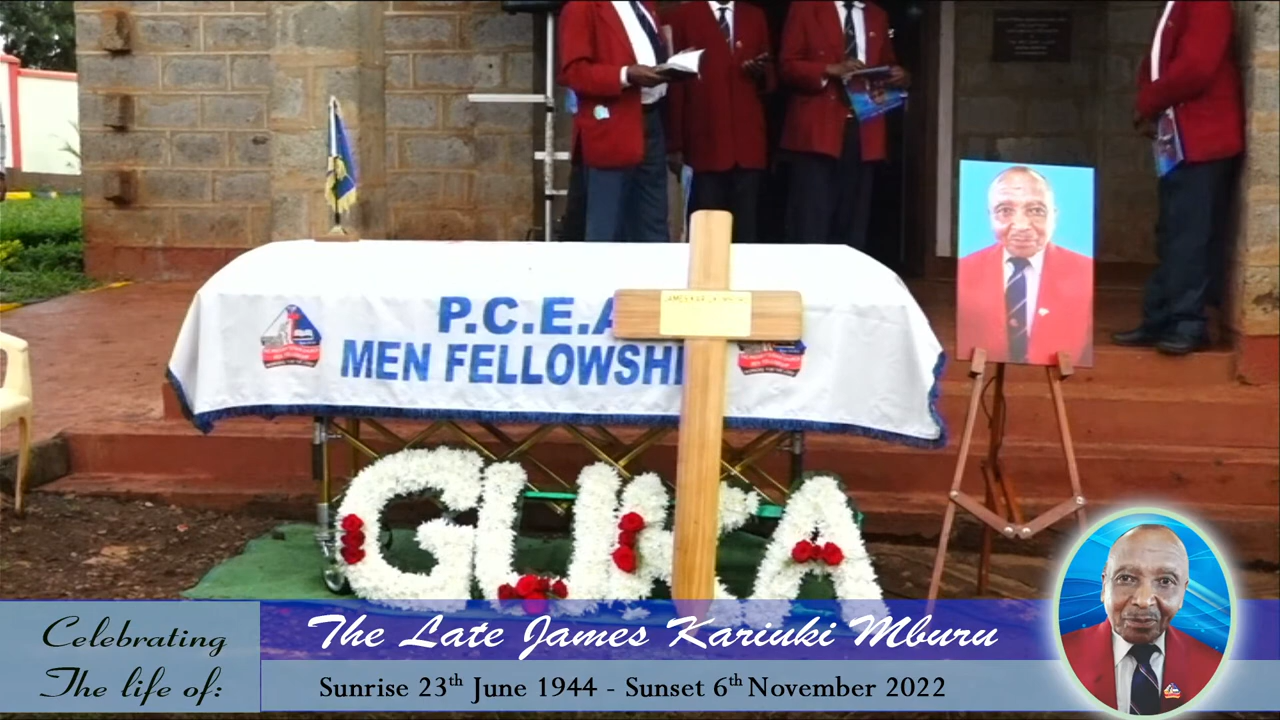 P.C.E.A
MEN FELLOWSHI
GUKA
Celebrating
The life of:
The Late James Kariuki Mburu
Sunrise 23th June 1944 - Sunset 6th November 2022